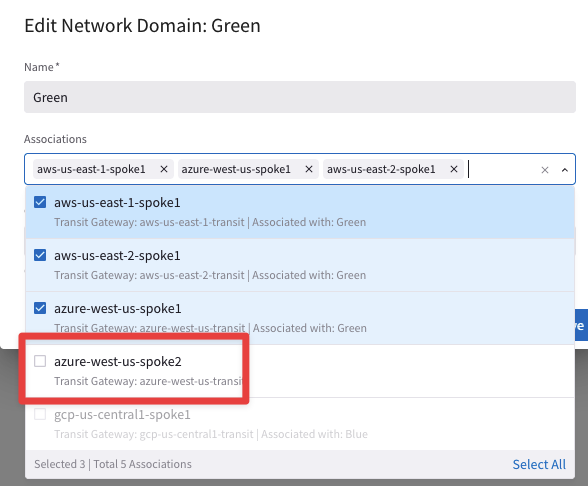 Edit Network Domain: Green
Name*
Green
Associations
aws-us-east-1-spoke1 × azure-west-us-spoke1 × aws-us-east-2-spoke1 ×
aws-us-east-1-spoke1
Transit Gateway: aws-us-east-1-transit | Associated with: Green
aws-us-east-2-spoke1
Transit Gateway: aws-us-east-2-transit | Associated with: Green
azure-west-us-spoke1
Transit Gateway: azure-west-us-transit | Associated with: Green
azure-west-us-spoke2
Transit Gateway: azure-west-us-transit
gcp-us-central1-spoke1
Transit Gateway: gcp-us-central1-transit | Associated with: Blue
Selected 3 | Total 5 Associations Select All